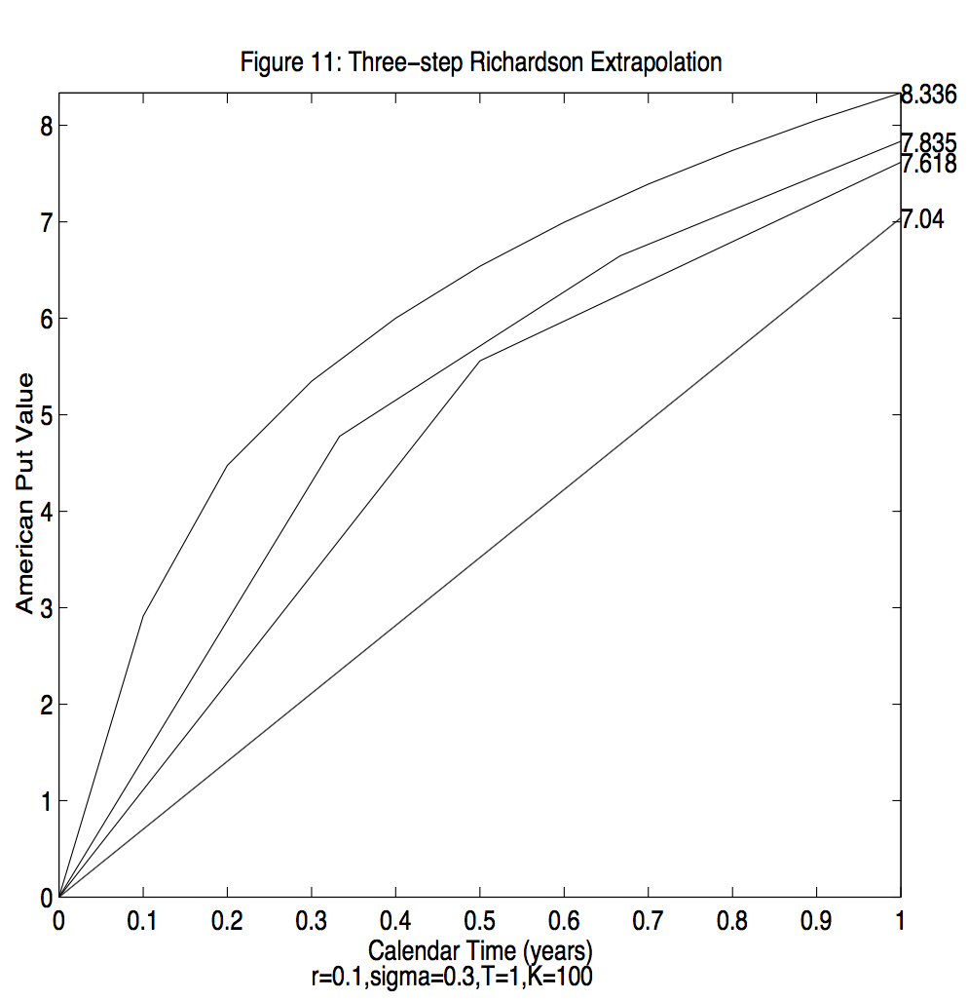 Figure 11: Three−step Richardson Extrapolation
8.336
7.835
7.618
7.04
8
7
6
5
4
3
2
1
0
American Put Value
0 0.1 0.2 0.3 0.4 0.5 0.6 0.7 0.8 0.9 1
Calendar Time (years)
r=0.1,sigma=0.3,T=1,K=100